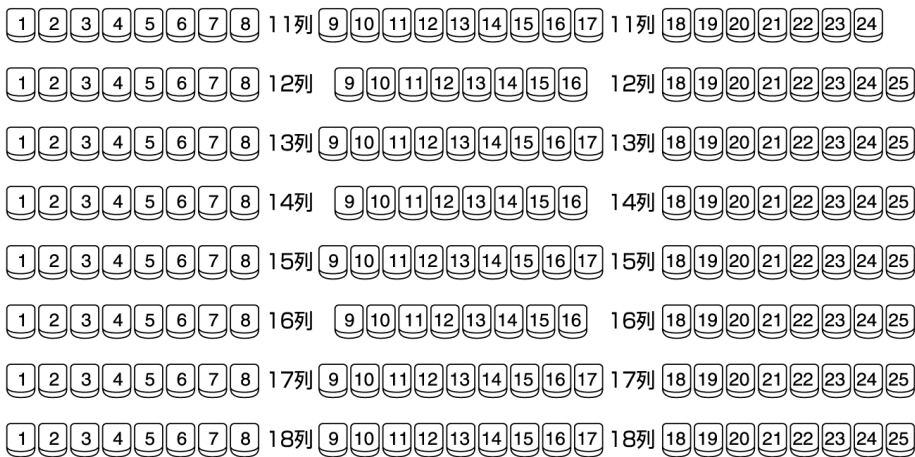 1 2 3 4 5 6 7 8 11列 9 10 11 12 13 14 15 16 17 11列 18 19 20 21 22 23 24
1 2 3 4 5 6 7 8 12列 9 10 11 12 13 14 15 16 12列 18 19 20 21 22 23 24 25
1 2 3 4 5 6 7 8 13列 9 10 11 12 13 14 15 16 17 13列 18 19 20 21 22 23 24 25
1 2 3 4 5 6 7 8 14列 9 10 11 12 13 14 15 16 14列 18 19 20 21 22 23 24 25
1 2 3 4 5 6 7 8 15列 9 10 11 12 13 14 15 16 17 15列 18 19 20 21 22 23 24 25
1 2 3 4 5 6 7 8 16列 9 10 11 12 13 14 15 16 16列 18 19 20 21 22 23 24 25
1 2 3 4 5 6 7 8 17列 9 10 11 12 13 14 15 16 17 17列 18 19 20 21 22 23 24 25
1 2 3 4 5 6 7 8 18列 9 10 11 12 13 14 15 16 17 18列 18 19 20 21 22 23 24 25